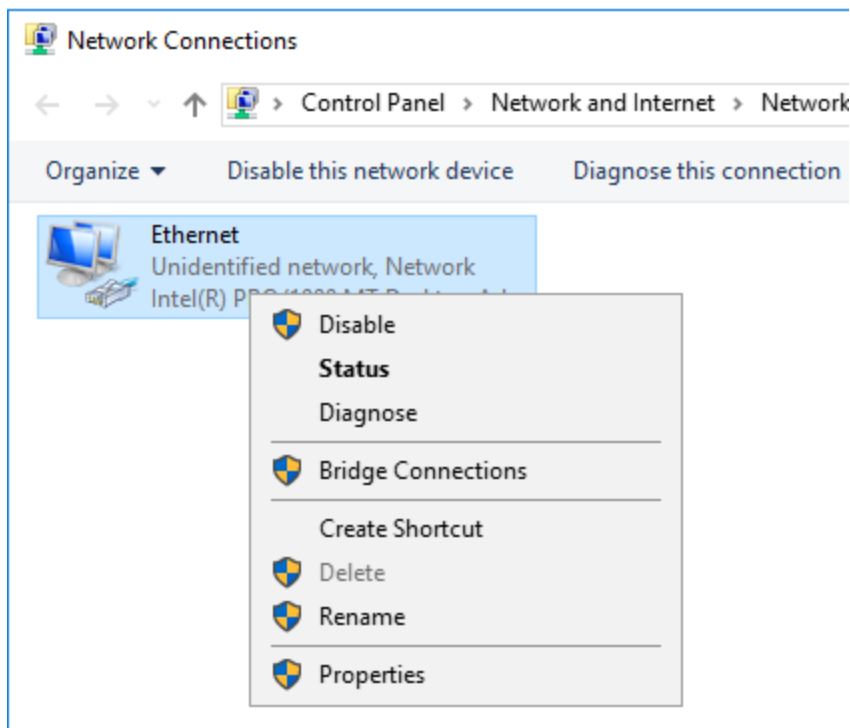 Network Connections
Control Panel > Network and Internet > Network
Organize Disable this network device Diagnose this connection
Ethernet
Unidentified network, Network
Intel(R)
Disable
Status
Diagnose
Bridge Connections
Create Shortcut
Delete
Rename
Properties